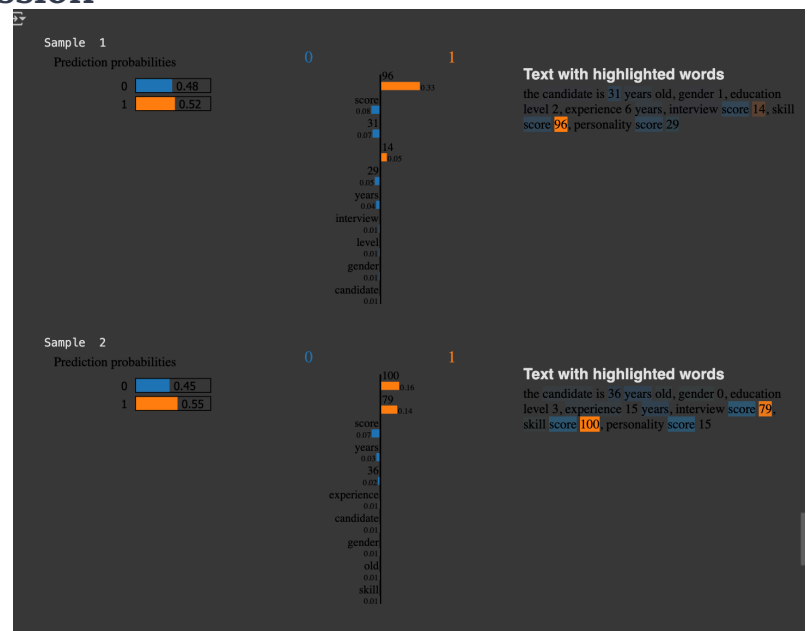 ssion
Sample 1
Prediction probabilities
0 0.48
1 0.52
0 1
96
0.33
score
0.08
31
0.07
14
0.05
29
0.05
years
0.04
interview
0.01
level
0.01
gender
0.01
candidate
0.01
Text with highlighted words
the candidate is 31 years old, gender 1, education
level 2, experience 6 years, interview score 14, skill
score 96, personality score 29
Sample 2
Prediction probabilities
0 0.45
1 0.55
0 1
100
0.16
79
0.14
score
0.07
years
0.03
36
0.02
experience
0.01
candidate
0.01
gender
0.01
old
0.01
skill
0.01
Text with highlighted words
the candidate is 36 years old, gender 0, education
level 3, experience 15 years, interview score 79,
skill score 100, personality score 15